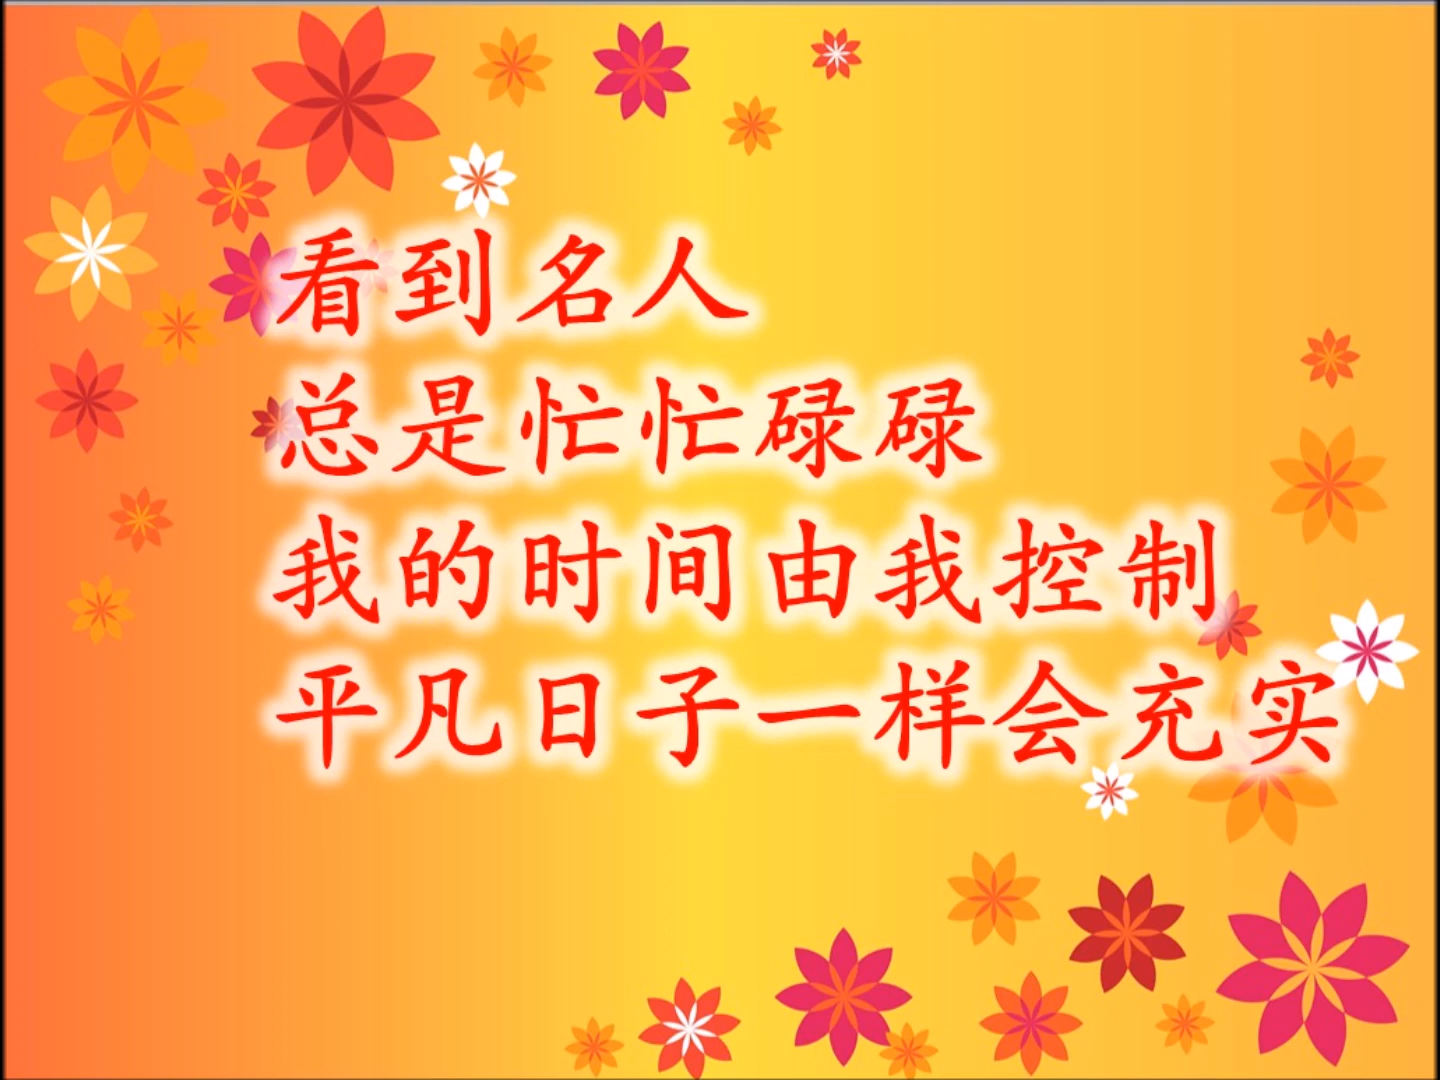 看到名人
总是忙忙碌碌
我的时间由我控制
平凡日子一样会充实